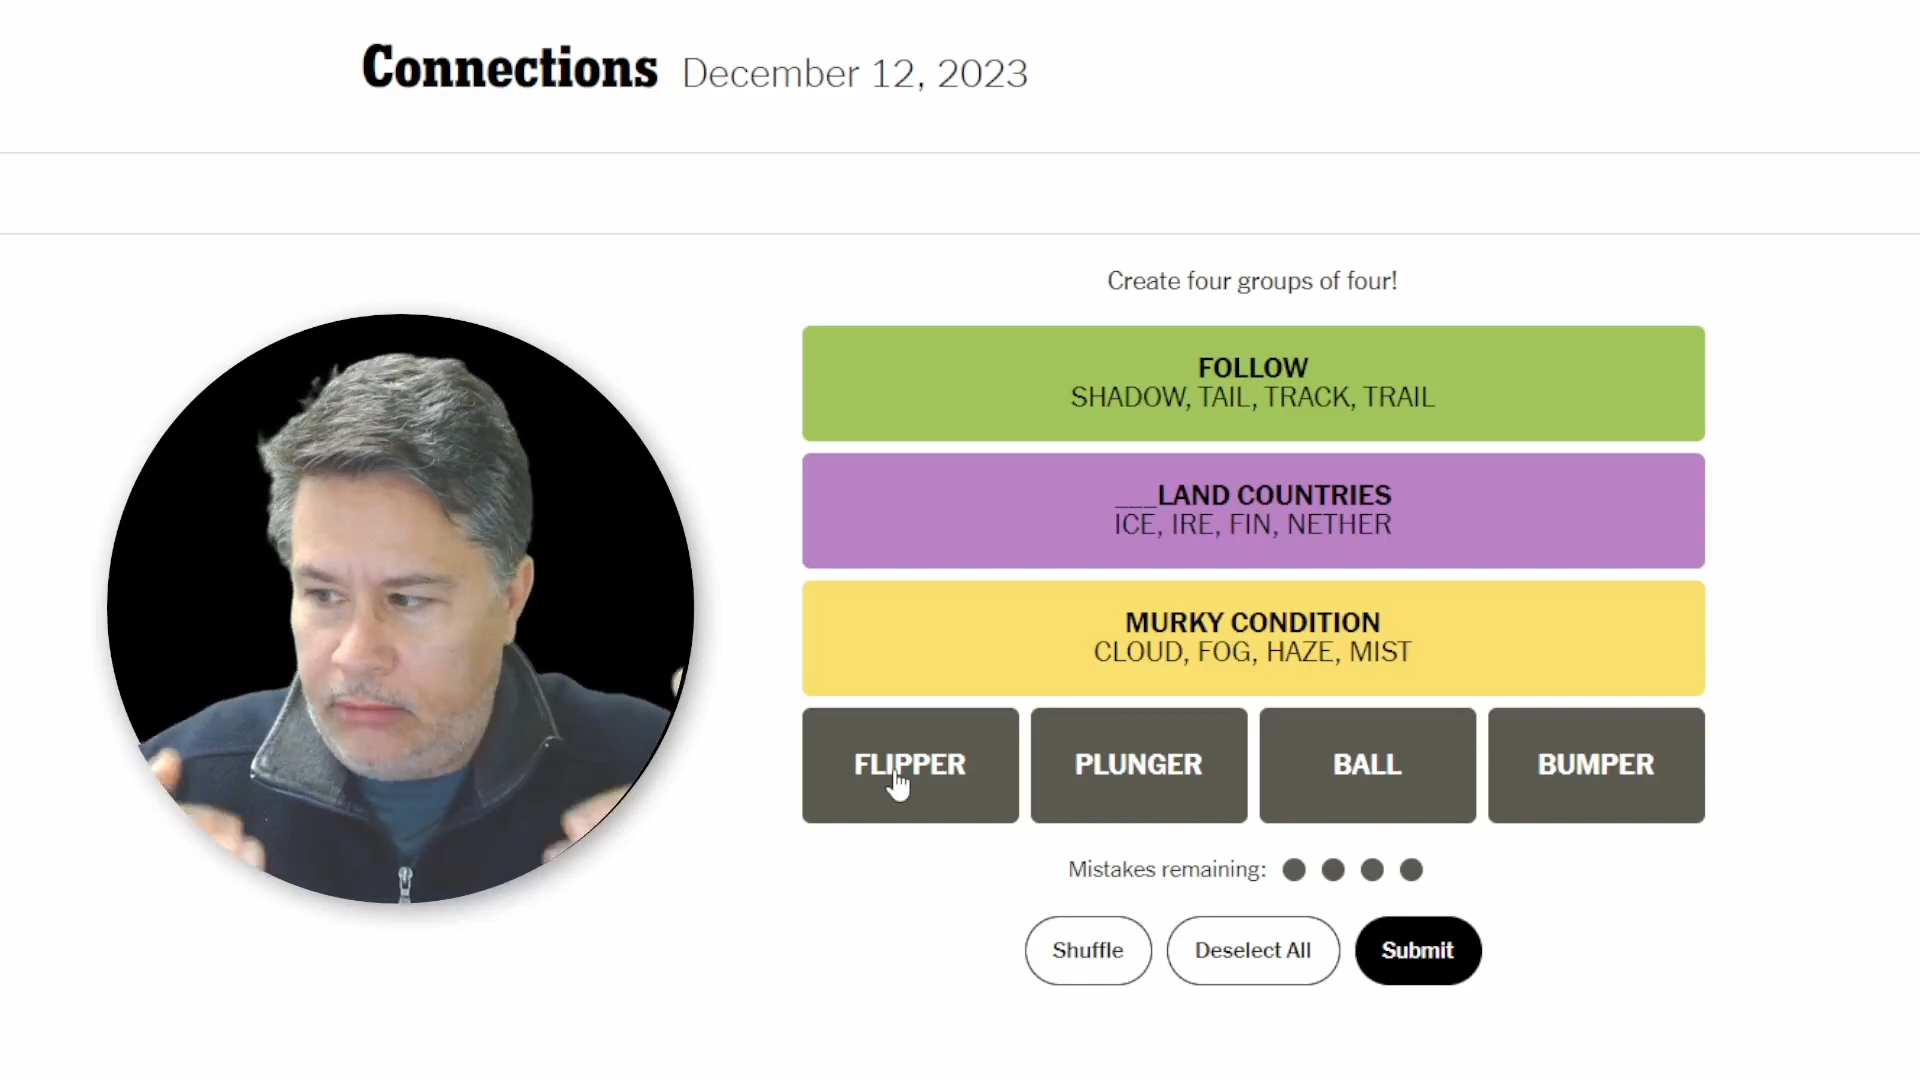 Connections December 12, 2023
Create four groups of four!
FOLLOW
SHADOW, TAIL, TRACK, TRAIL
___LAND COUNTRIES
ICE, IRE, FIN, NETHER
MURKY CONDITION
CLOUD, FOG, HAZE, MIST
FLIPPER PLUNGER BALL BUMPER
Mistakes remaining:
Shuffle Deselect All Submit